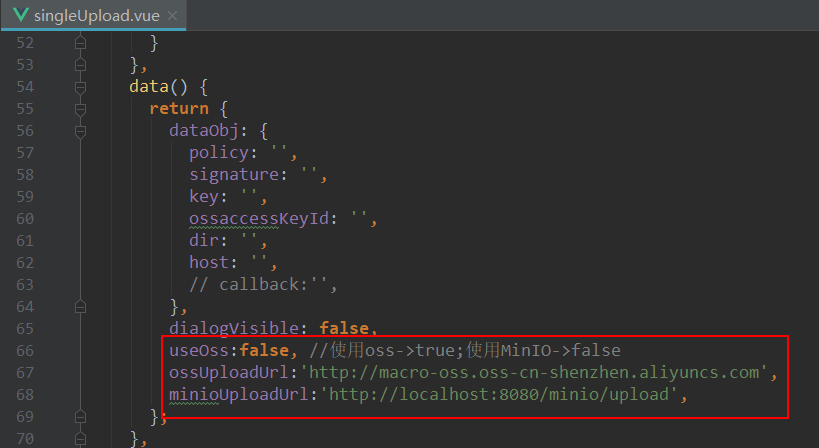 singleUpload.vue
52 }
53 },
54 data() {
55 return {
56 dataObj: {
57 policy: '',
58 signature: '',
59 key: '',
60 ossaccessKeyId: '',
61 dir: '',
62 host: '',
63 // callback:'',
64 },
65 dialogVisible: false,
66 useOss:false, //使用oss->true;使用MinIO->false
67 ossUploadUrl:'http://macro-oss.oss-cn-shenzhen.aliyuncs.com',
68 minioUploadUrl:'http://localhost:8080/minio/upload',
69 };
70 },